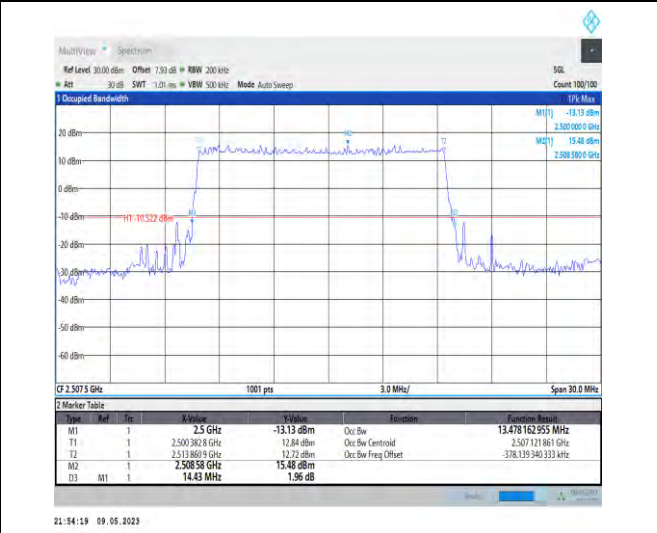 MultiView Spectrum
Ref Level 30.00 dBm Offset 7.93 dB RBW 200 kHz SGL
Att 30 dB SWT 1.01 ms VBW 500 kHz Mode Auto Sweep Count 100/100
1 Occupied Bandwidth 1Pk Max
M1[1] -13.13 dBm
2.500 000 0 GHz
M2[1] 15.48 dBm
2.508 580 0 GHz
M2
T2
20 dBm
10 dBm
0 dBm
-10 dBm
H1 -10.522 dBm
-20 dBm
-30 dBm
-40 dBm
-50 dBm
-60 dBm
CF 2.507 5 GHz 1001 pts 3.0 MHz/ Span 30.0 MHz
2 Marker Table
Type Ref Trc X-Value Y-Value Function Function Result
M1 1 2.5 GHz -13.13 dBm Occ Bw 13.478 162 955 MHz
T1 1 2.500 382 8 GHz 12.84 dBm Occ Bw Centroid 2.507 121 861 GHz
T2 1 2.513 860 9 GHz 12.72 dBm Occ Bw Freq Offset -378.139 340 333 kHz
M2 1 2.508 58 GHz 15.48 dBm
D3 M1 1 14.43 MHz 1.96 dB
21:54:19 09.05.2023